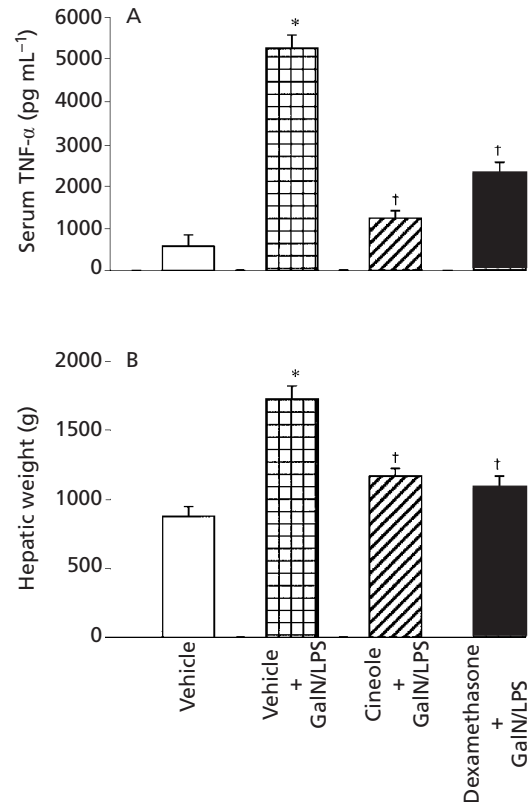 A
6000
5000
4000
3000
2000
1000
0
Serum TNF-α (pg mL⁻¹)
*
†
†
B
2000
1500
1000
500
0
Hepatic weight (g)
*
†
†
Vehicle
Vehicle
+
GalN/LPS
Cineole
+
GalN/LPS
Dexamethasone
+
GalN/LPS